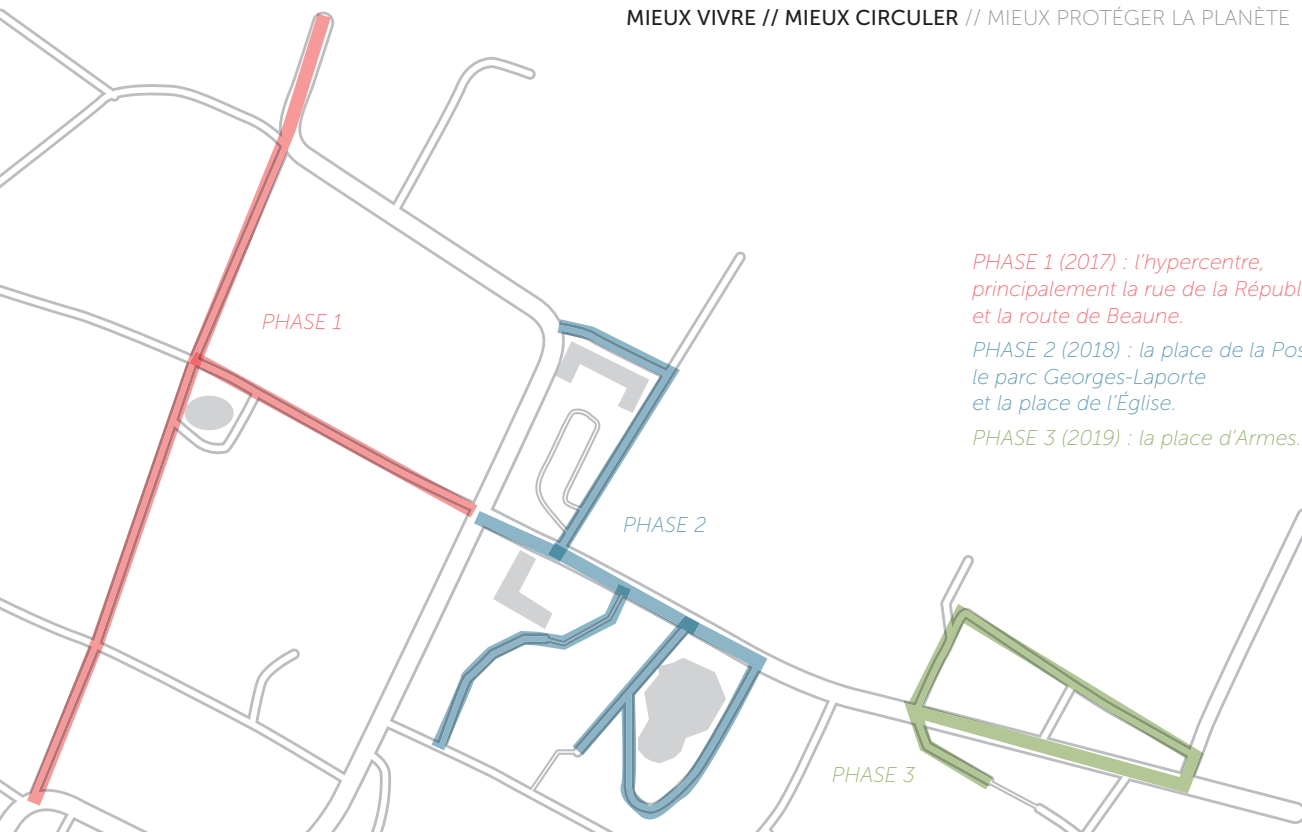 MIEUX VIVRE // MIEUX CIRCULER // MIEUX PROTÉGER LA PLANÈTE
PHASE 1 (2017) : l'hypercentre,
principalement la rue de la
et la route de Beaune.
PHASE 1
PHASE 2 (2018) : la place de la
le parc Georges-Laporte
et la place de l'Église.
PHASE 3 (2019) : la place d'Armes.
PHASE 2
PHASE 3